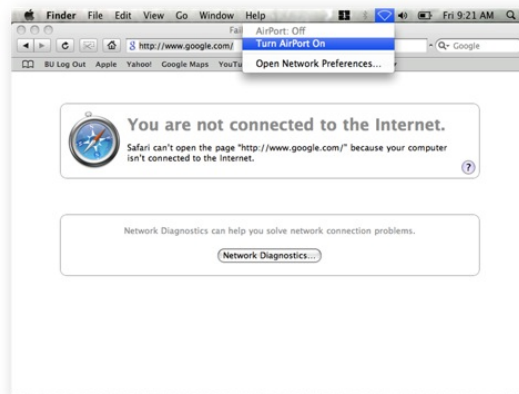 Finder File Edit View Go Window Help Fri 9:21 AM
Fai
AirPort: Off
Turn AirPort On
Open Network Preferences...
http://www.google.com/
Google
BU Log Out Apple Yahoo! Google Maps YouTu
You are not connected to the Internet.
Safari can't open the page "http://www.google.com/" because your computer
isn't connected to the Internet.
?
Network Diagnostics can help you solve network connection problems.
Network Diagnostics...